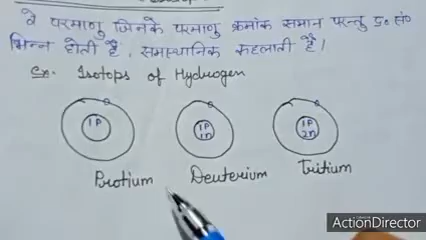 वे परमाणु जिनके परमाणु क्रमांक समान परन्तु द्र० सं०
भिन्न होती है, समस्थानिक कहलाती है।
Ex:- Isotops of Hydrogen
1P
1P
1n
1P
2n
Protium Deuterium Tritium
ActionDirector